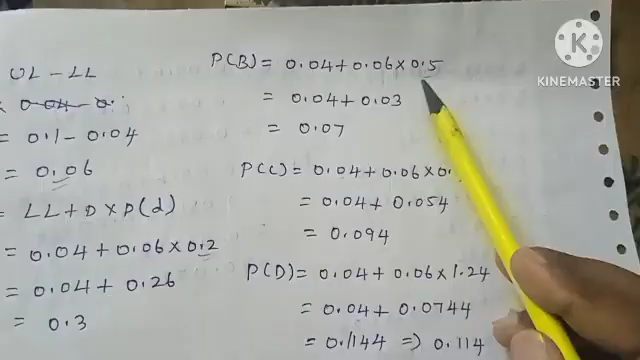 UL - LL
= 0.1 - 0.04
= 0.06
= LL + D x P(d)
= 0.04 + 0.06 x 0.2
= 0.04 + 0.26
= 0.3
P(B) = 0.04 + 0.06 x 0.5
= 0.04 + 0.03
= 0.07
P(C) = 0.04 + 0.06 x 0.
= 0.04 + 0.054
= 0.094
P(D) = 0.04 + 0.06 x 1.24
= 0.04 + 0.0744
= 0.1144 => 0.114
KINEMASTER